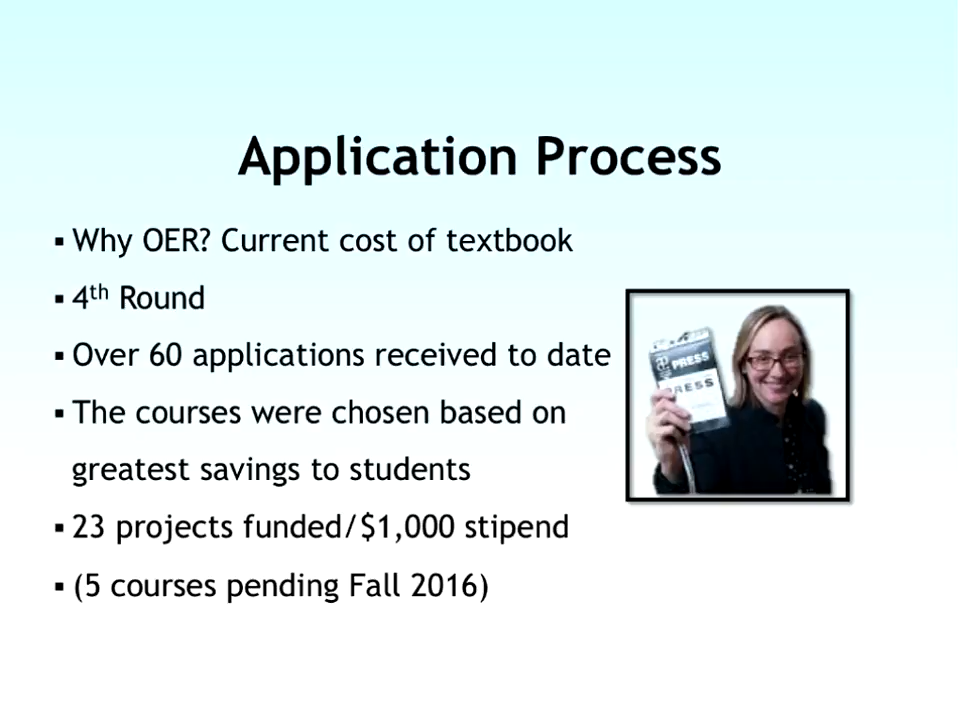 Application Process
▪ Why OER? Current cost of textbook
▪ 4th Round
▪ Over 60 applications received to date
▪ The courses were chosen based on
greatest savings to students
▪ 23 projects funded/$1,000 stipend
▪ (5 courses pending Fall 2016)
PRESS
PRESS